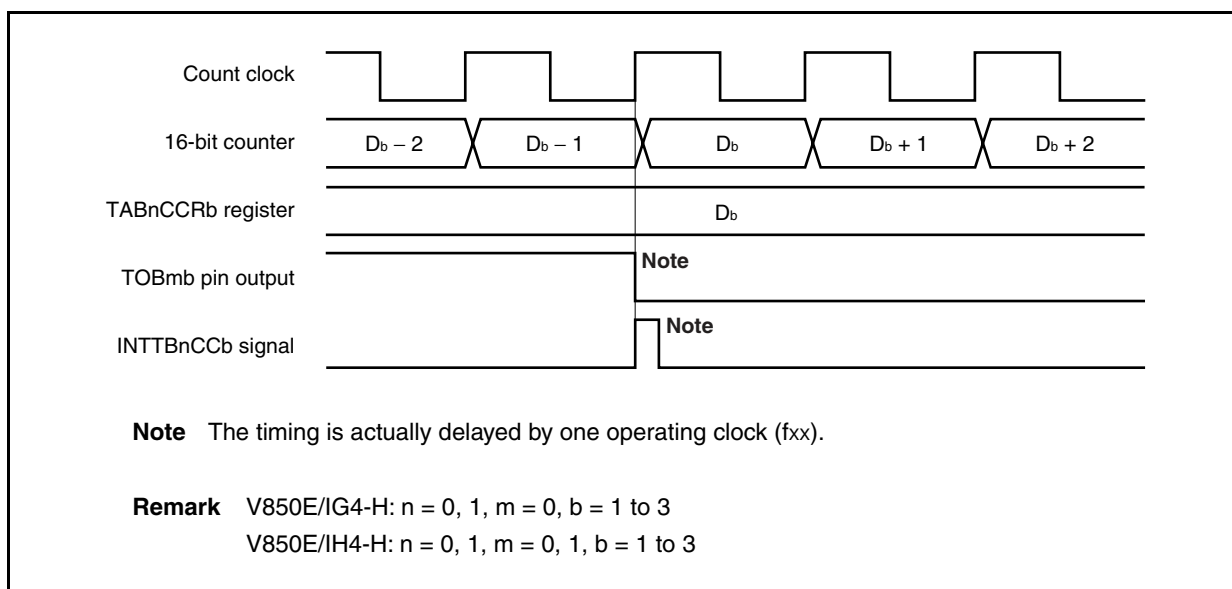 Count clock
16-bit counter
Db – 2
Db – 1
Db
Db + 1
Db + 2
TABnCCRb register
Db
TOBmb pin output
Note
INTTBnCCb signal
Note
Note The timing is actually delayed by one operating clock (fxx).
Remark V850E/IG4-H: n = 0, 1, m = 0, b = 1 to 3
V850E/IH4-H: n = 0, 1, m = 0, 1, b = 1 to 3